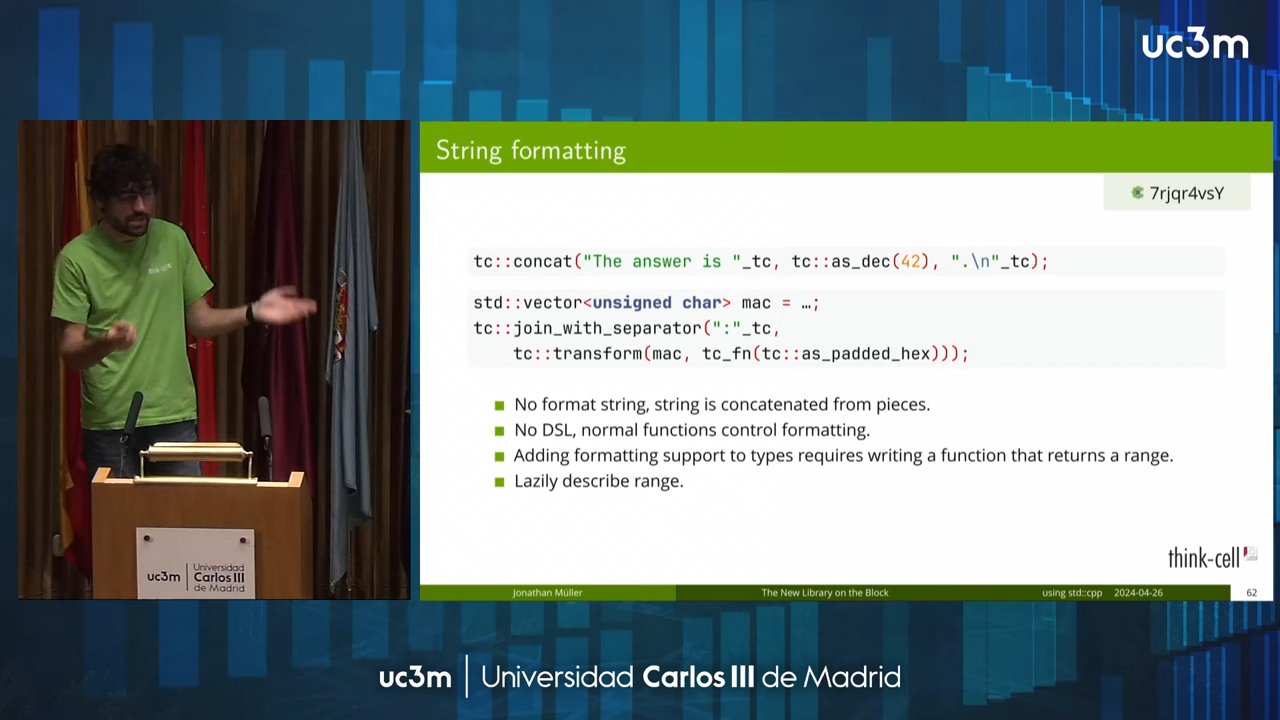 uc3m
String formatting
7rjqr4vsY
tc::concat("The answer is "_tc, tc::as_dec(42), ".\n"_tc);
std::vector<unsigned char> mac = …;
tc::join_with_separator(":"_tc,
tc::transform(mac, tc_fn(tc::as_padded_hex)));
■ No format string, string is concatenated from pieces.
■ No DSL, normal functions control formatting.
■ Adding formatting support to types requires writing a function that returns a range.
■ Lazily describe range.
think-cell
Jonathan Müller The New Library on the Block using std::cpp 2024-04-26 62
uc3m Universidad
Carlos III
de Madrid
uc3m | Universidad Carlos III de Madrid